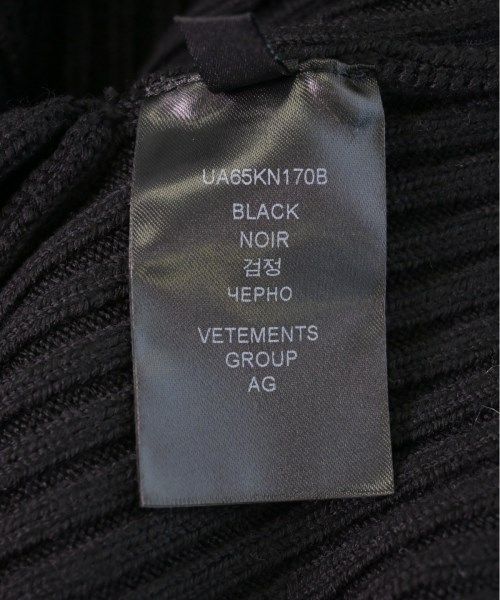 UA65KN170B
BLACK
NOIR
검정
ЧЕРНО
VETEMENTS
GROUP
AG